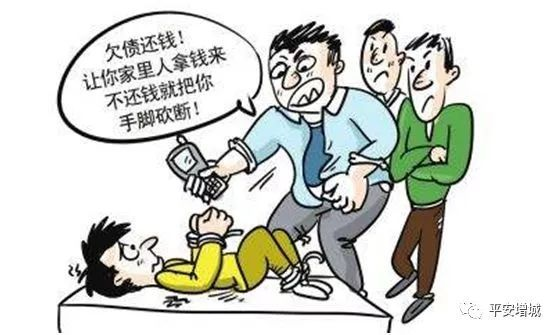 欠债还钱！
让你家里人拿钱来
不还钱就把你
手脚砍断！
平安增城